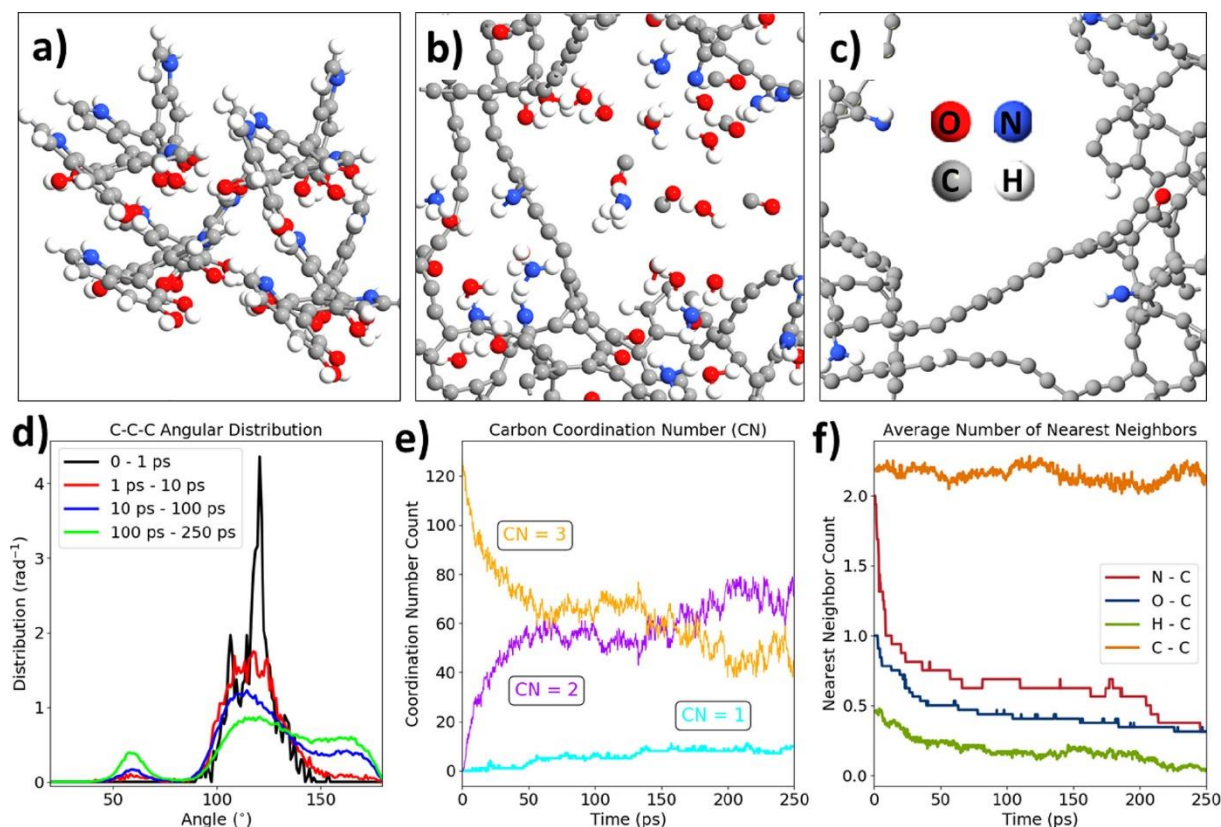 a)
b)
c)
O N
C H
d)
C-C-C Angular Distribution
0 - 1 ps
1 ps - 10 ps
10 ps - 100 ps
100 ps - 250 ps
Distribution (rad⁻¹)
4
3
2
1
0
50 100 150
Angle (°)
e)
Carbon Coordination Number (CN)
CN = 3
CN = 2
CN = 1
Coordination Number Count
120
100
80
60
40
20
0
0 50 100 150 200 250
Time (ps)
f)
Average Number of Nearest Neighbors
N - C
O - C
H - C
C - C
Nearest Neighbor Count
2.0
1.5
1.0
0.5
0.0
0 50 100 150 200 250
Time (ps)